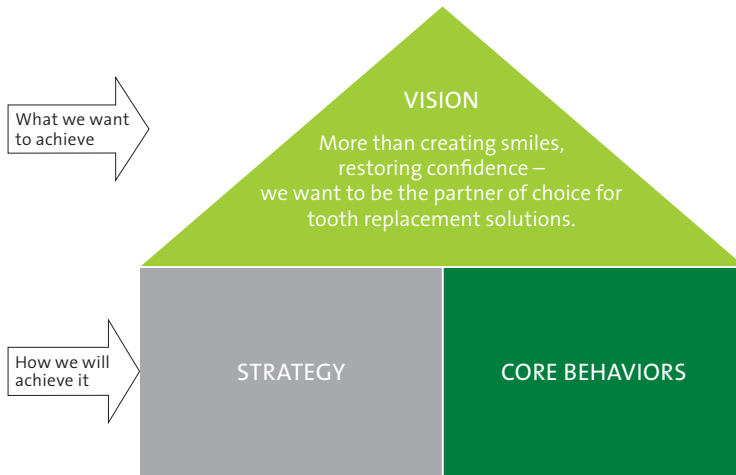 What we want
to achieve
VISION
More than creating smiles,
restoring confidence –
we want to be the partner of choice for
tooth replacement solutions.
How we will
achieve it
STRATEGY
CORE BEHAVIORS